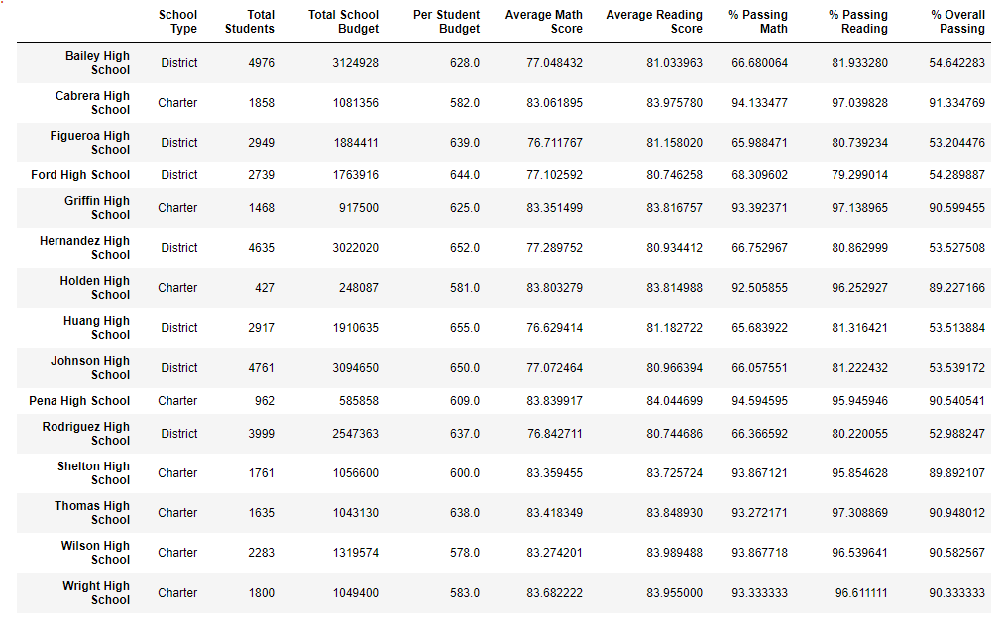 School Type Total Students Total School Budget Per Student Budget Average Math Score Average Reading Score % Passing Math % Passing Reading % Overall Passing
Bailey High School District 4976 3124928 628.0 77.048432 81.033963 66.680064 81.933280 54.642283
Cabrera High School Charter 1858 1081356 582.0 83.061895 83.975780 94.133477 97.039828 91.334769
Figueroa High School District 2949 1884411 639.0 76.711767 81.158020 65.988471 80.739234 53.204476
Ford High School District 2739 1763916 644.0 77.102592 80.746258 68.309602 79.299014 54.289887
Griffin High School Charter 1468 917500 625.0 83.351499 83.816757 93.392371 97.138965 90.599455
Hernandez High School District 4635 3022020 652.0 77.289752 80.934412 66.752967 80.862999 53.527508
Holden High School Charter 427 248087 581.0 83.803279 83.814988 92.505855 96.252927 89.227166
Huang High School District 2917 1910635 655.0 76.629414 81.182722 65.683922 81.316421 53.513884
Johnson High School District 4761 3094650 650.0 77.072464 80.966394 66.057551 81.222432 53.539172
Pena High School Charter 962 585858 609.0 83.839917 84.044699 94.594595 95.945946 90.540541
Rodriguez High School District 3999 2547363 637.0 76.842711 80.744686 66.366592 80.220055 52.988247
Shelton High School Charter 1761 1056600 600.0 83.359455 83.725724 93.867121 95.854628 89.892107
Thomas High School Charter 1635 1043130 638.0 83.418349 83.848930 93.272171 97.308869 90.948012
Wilson High School Charter 2283 1319574 578.0 83.274201 83.989488 93.867718 96.539641 90.582567
Wright High School Charter 1800 1049400 583.0 83.682222 83.955000 93.333333 96.611111 90.333333